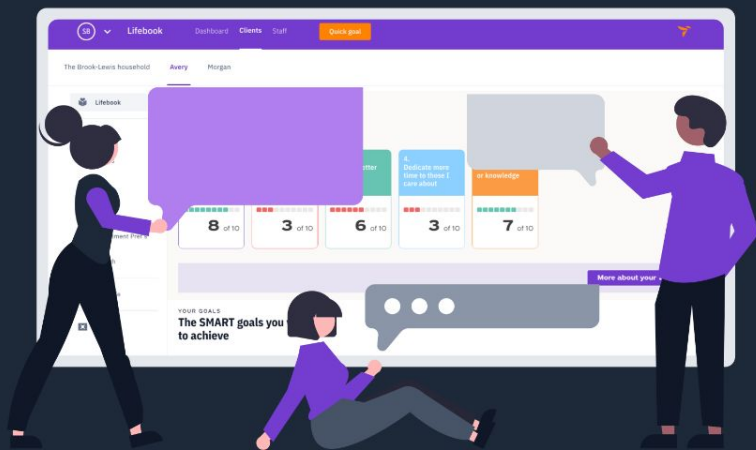 SB Lifebook Dashboard Clients Staff Quick goal
The Brook-Lewis household Avery Morgan
Lifebook
4.
Dedicate more
time to those I
care about
or knowledge
8 of 10 3 of 10 6 of 10 3 of 10 7 of 10
More about your
YOUR GOALS
The SMART goals you
to achieve